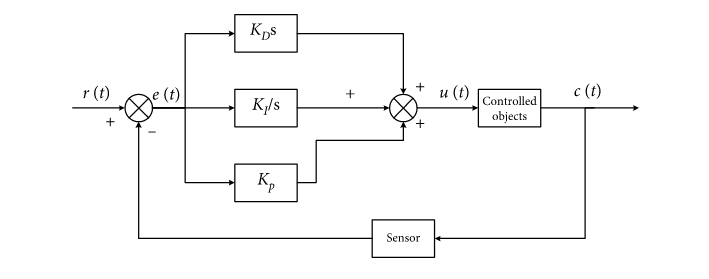 K_D s
r (t)
e (t)
K_I/s
+
+
u (t)
Controlled
objects
c (t)
+
−
+
K_p
Sensor